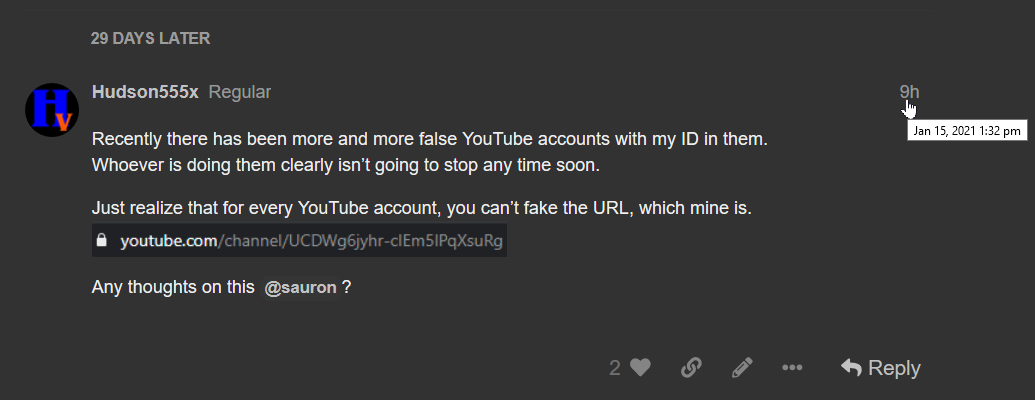 29 DAYS LATER
Hv
Hudson555x Regular
9h
Jan 15, 2021 1:32 pm
Recently there has been more and more false YouTube accounts with my ID in them.
Whoever is doing them clearly isn’t going to stop any time soon.
Just realize that for every YouTube account, you can’t fake the URL, which mine is.
youtube.com/channel/UCDWg6jyhr-cIEm5IPqXsuRg
Any thoughts on this @sauron ?
2
Reply